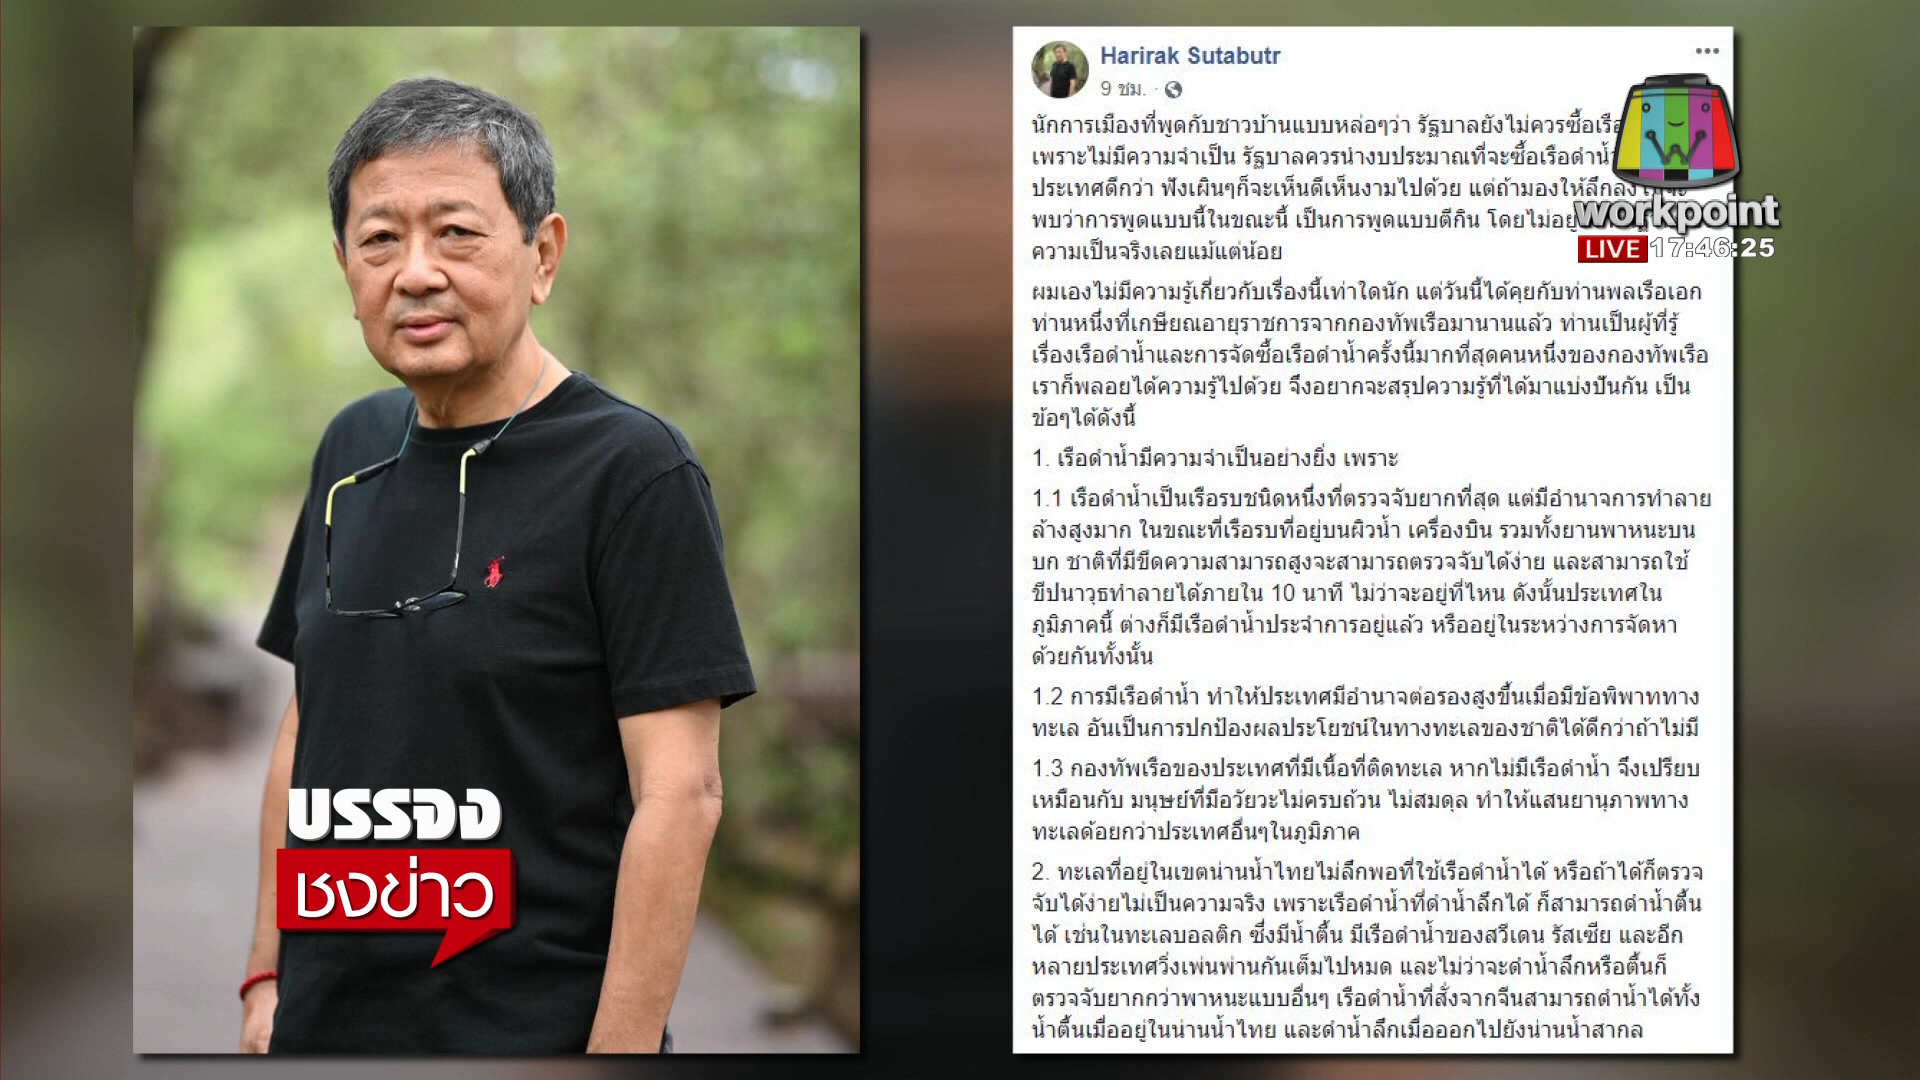 Harirak Sutabutr
9 ชม. ·
นักการเมืองที่พูดกับชาวบ้านแบบหล่อๆว่า รัฐบาลยังไม่ควรซื้อเรือ
เพราะไม่มีความจำเป็น รัฐบาลควรนำงบประมาณที่จะซื้อเรือดำน้ำ
ประเทศดีกว่า ฟังเผินๆก็จะเห็นดีเห็นงามไปด้วย แต่ถ้ามองให้ลึกลง
พบว่าการพูดแบบนี้ในขณะนี้ เป็นการพูดแบบตีกิน โดยไม่อยู่
ความเป็นจริงเลยแม้แต่น้อย
ผมเองไม่มีความรู้เกี่ยวกับเรื่องนี้เท่าใดนัก แต่วันนี้ได้คุยกับท่านพลเรือเอก
ท่านหนึ่งที่เกษียณอายุราชการจากกองทัพเรือมานานแล้ว ท่านเป็นผู้ที่รู้
เรื่องเรือดำน้ำและการจัดซื้อเรือดำน้ำครั้งนี้มากที่สุดคนหนึ่งของกองทัพเรือ
เราก็พลอยได้ความรู้ไปด้วย จึงอยากจะสรุปความรู้ที่ได้มาแบ่งปันกัน เป็น
ข้อๆได้ดังนี้
1. เรือดำน้ำมีความจำเป็นอย่างยิ่ง เพราะ
1.1 เรือดำน้ำเป็นเรือรบชนิดหนึ่งที่ตรวจจับยากที่สุด แต่มีอำนาจการทำลาย
ล้างสูงมาก ในขณะที่เรือรบที่อยู่บนผิวน้ำ เครื่องบิน รวมทั้งยานพาหนะบน
บก ชาติที่มีขีดความสามารถสูงจะสามารถตรวจจับได้ง่าย และสามารถใช้
ขีปนาวุธทำลายได้ภายใน 10 นาที ไม่ว่าจะอยู่ที่ไหน ดังนั้นประเทศใน
ภูมิภาคนี้ ต่างก็มีเรือดำน้ำประจำการอยู่แล้ว หรืออยู่ในระหว่างการจัดหา
ด้วยกันทั้งนั้น
1.2 การมีเรือดำน้ำ ทำให้ประเทศมีอำนาจต่อรองสูงขึ้นเมื่อมีข้อพิพาททาง
ทะเล อันเป็นการปกป้องผลประโยชน์ในทางทะเลของชาติได้ดีกว่าถ้าไม่มี
1.3 กองทัพเรือของประเทศที่มีเนื้อที่ติดทะเล หากไม่มีเรือดำน้ำ จึงเปรียบ
เหมือนกับ มนุษย์ที่มีอวัยวะไม่ครบถ้วน ไม่สมดุล ทำให้แสนยานุภาพทาง
ทะเลด้อยกว่าประเทศอื่นๆในภูมิภาค
2. ทะเลที่อยู่ในเขตน่านน้ำไทยไม่ลึกพอที่ใช้เรือดำน้ำได้ หรือถ้าได้ก็ตรวจ
จับได้ง่ายไม่เป็นความจริง เพราะเรือดำน้ำที่ดำน้ำลึกได้ ก็สามารถดำน้ำตื้น
ได้ เช่นในทะเลบอลติก ซึ่งมีน้ำตื้น มีเรือดำน้ำของสวีเดน รัสเซีย และอีก
หลายประเทศวิ่งเพ่นพ่านกันเต็มไปหมด และไม่ว่าจะดำน้ำลึกหรือตื้นก็
ตรวจจับยากกว่าพาหนะแบบอื่นๆ เรือดำน้ำที่สั่งจากจีนสามารถดำน้ำได้ทั้ง
น้ำตื้นเมื่ออยู่ในน่านน้ำไทย และดำน้ำลึกเมื่อออกไปยังน่านน้ำสากล
workpoint
LIVE 17:46:25
บรรจง
ชงข่าว